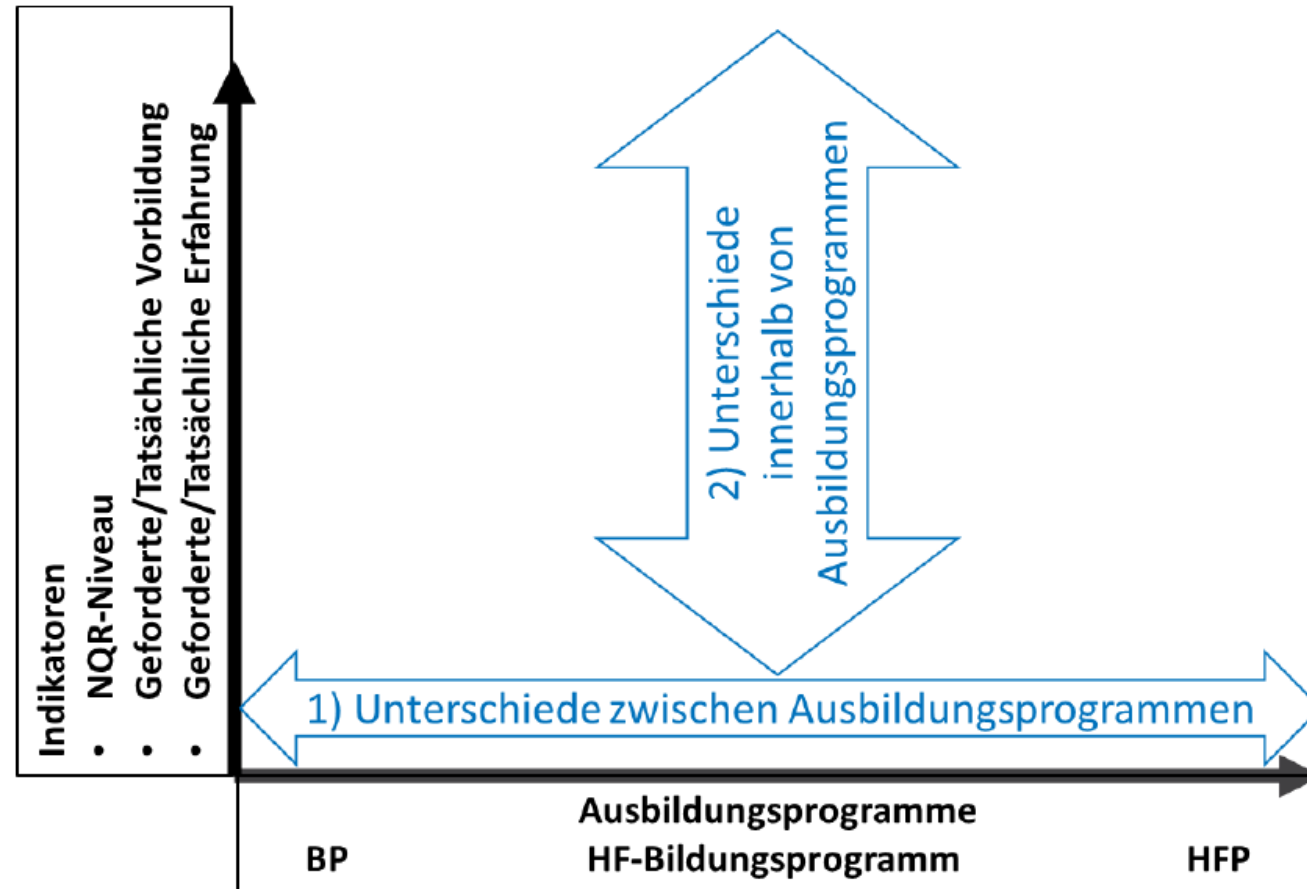 Indikatoren
• NQR-Niveau
• Geforderte/Tatsächliche Vorbildung
• Geforderte/Tatsächliche Erfahrung
2) Unterschiede
innerhalb von
Ausbildungsprogrammen
1) Unterschiede zwischen Ausbildungsprogrammen
Ausbildungsprogramme
BP HF-Bildungsprogramm HFP